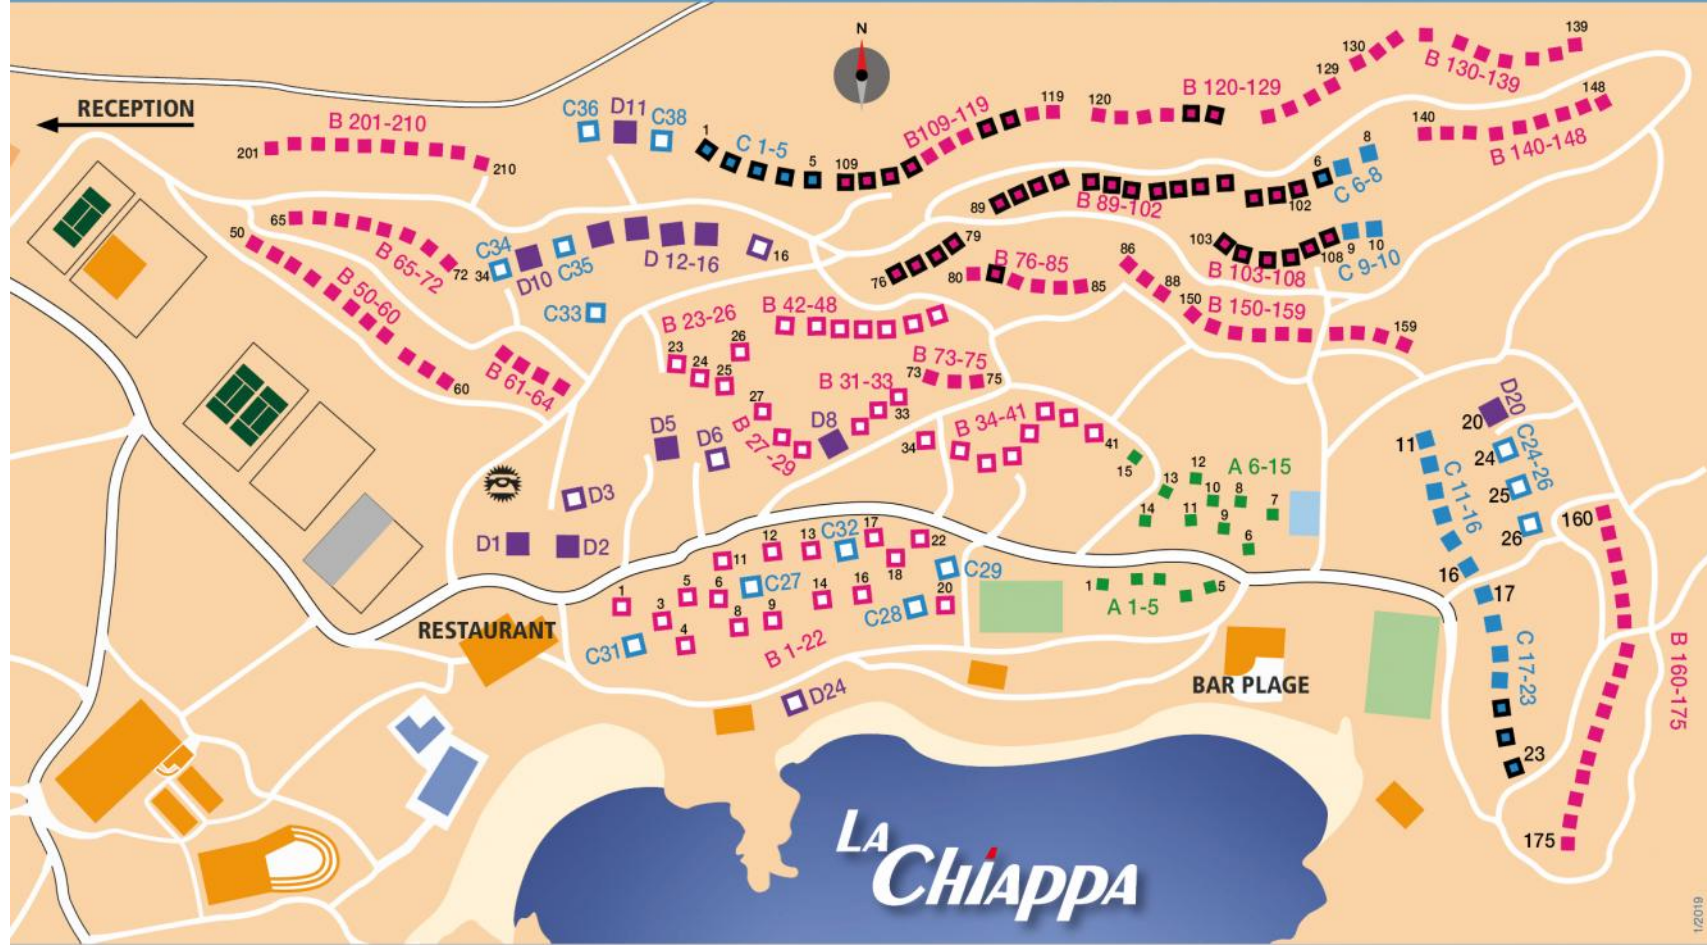 N
RECEPTION
B 201-210
201
210
C36
D11
C38
1
C 1-5
5
109
B109-119
119
120
B 120-129
129
130
B 130-139
139
140
B 140-148
148
89
B 89-102
102
6
C 6-8
8
50
65
B 65-72
72
B 50-60
60
B 61-64
C34
34
D10
C35
D 12-16
16
C33
76
79
80
B 76-85
85
86
88
103
B 103-108
108
9
10
C 9-10
150
B 150-159
159
B 23-26
23
24
25
26
B 42-48
27
B 27-29
B 31-33
33
B 73-75
73
75
D5
D6
D8
34
B 34-41
41
15
A 6-15
12
13
10
8
7
14
11
9
6
D3
D1
D2
D20
20
11
C 11-16
16
24
C24-26
25
26
160
B 160-175
175
17
C 17-23
23
1
3
4
5
6
8
9
11
12
13
14
16
17
18
20
22
C32
C27
C29
C28
C31
B 1-22
1
A 1-5
5
D24
RESTAURANT
BAR PLAGE
LA
CHIAPPA
1/2019